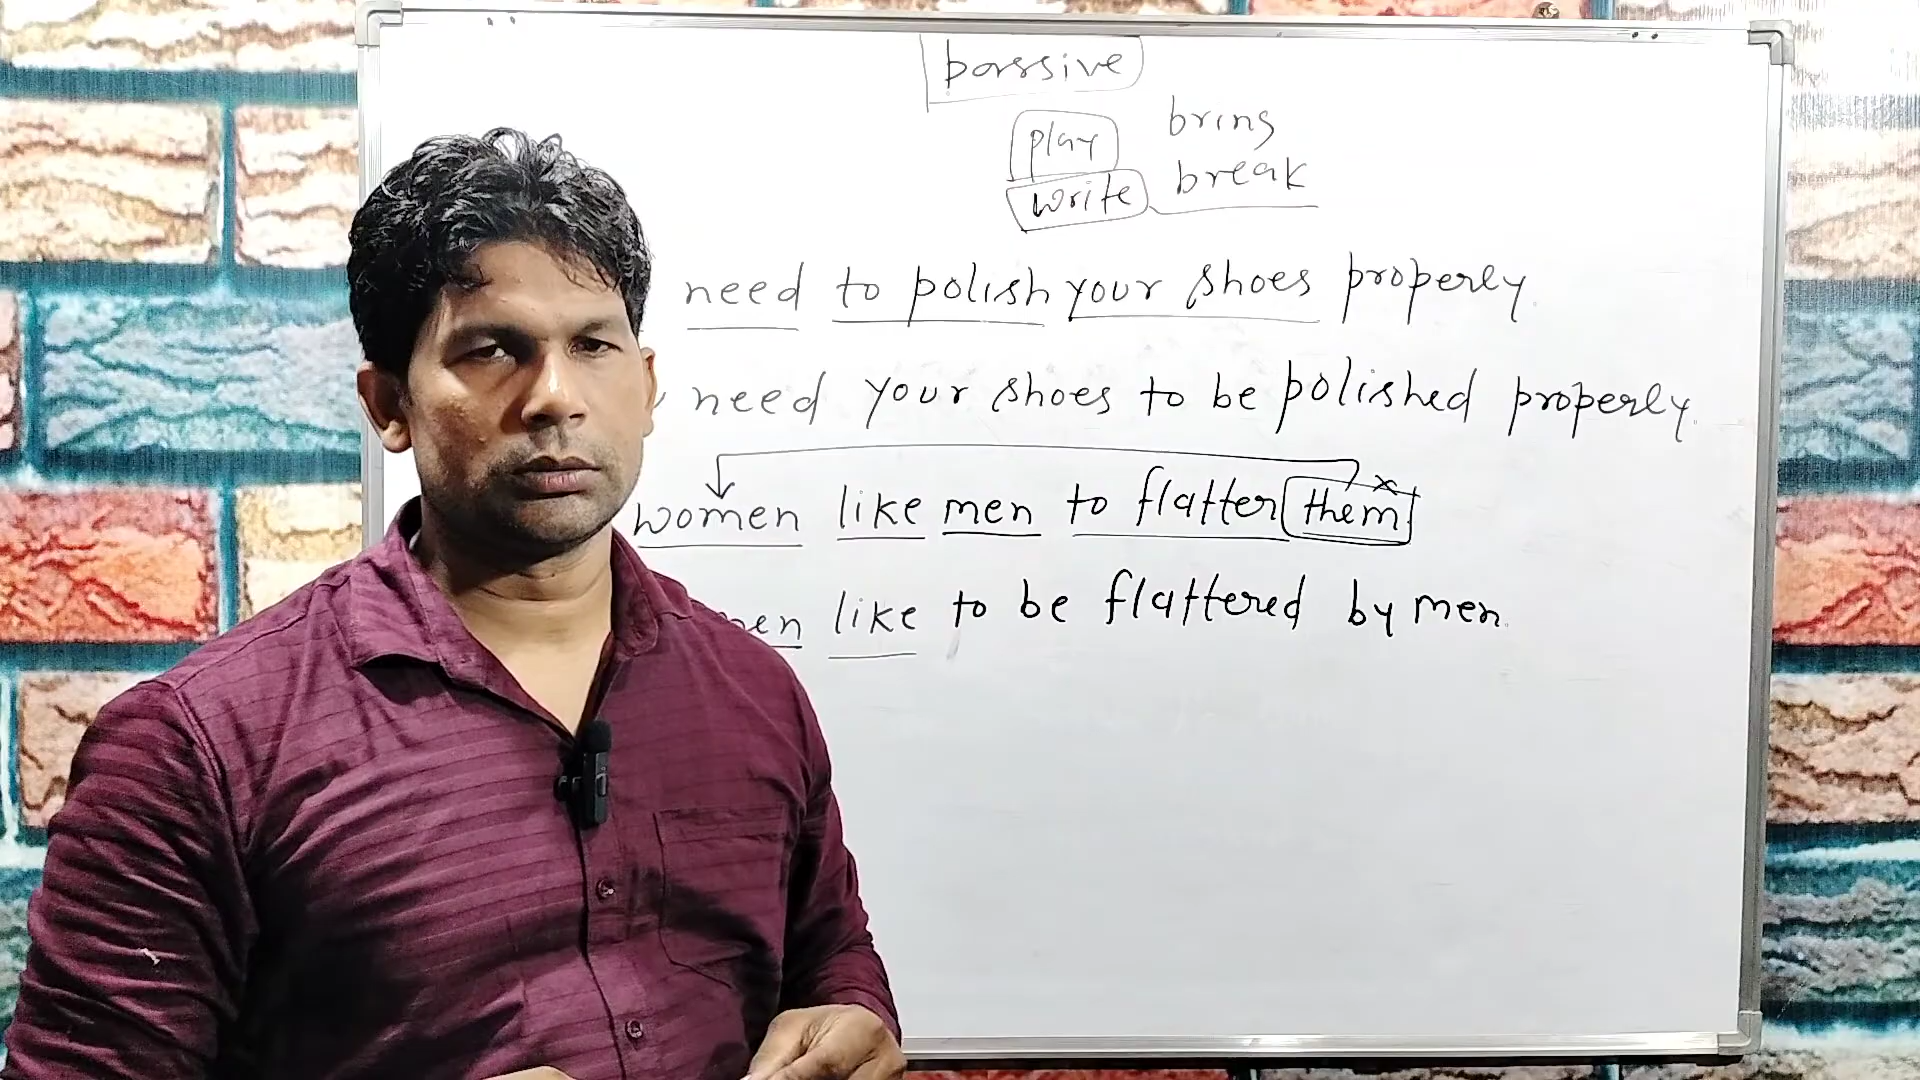 passive
play bring
write break
need to polish your shoes properly.
need your shoes to be polished properly.
women like men to flatter them
like to be flattered by men.